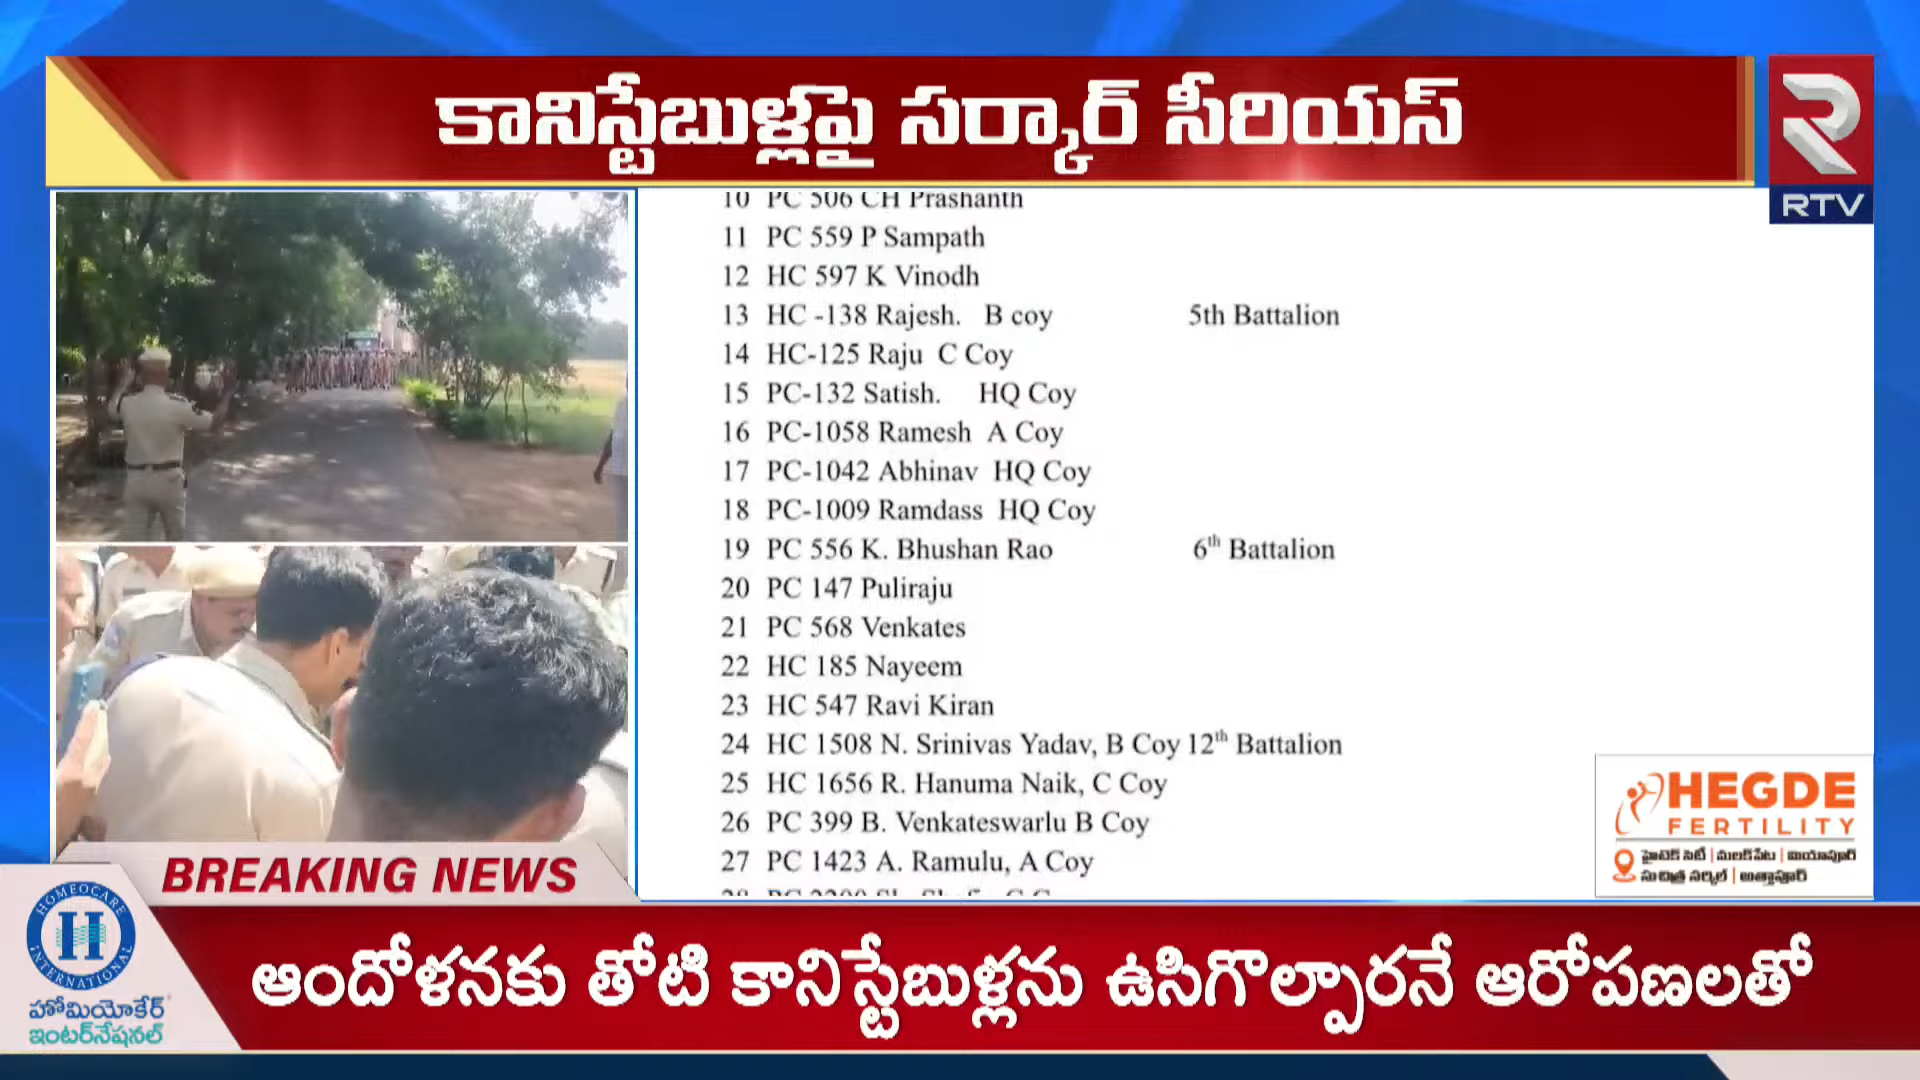 కానిస్టేబుళ్లపై సర్కార్ సీరియస్
RTV
10 PC 506 CH Prashanth
11 PC 559 P Sampath
12 HC 597 K Vinodh
13 HC -138 Rajesh. B coy 5th Battalion
14 HC-125 Raju C Coy
15 PC-132 Satish. HQ Coy
16 PC-1058 Ramesh A Coy
17 PC-1042 Abhinav HQ Coy
18 PC-1009 Ramdass HQ Coy
19 PC 556 K. Bhushan Rao 6th Battalion
20 PC 147 Puliraju
21 PC 568 Venkates
22 HC 185 Nayeem
23 HC 547 Ravi Kiran
24 HC 1508 N. Srinivas Yadav, B Coy 12th Battalion
25 HC 1656 R. Hanuma Naik, C Coy
26 PC 399 B. Venkateswarlu B Coy
27 PC 1423 A. Ramulu, A Coy
HEGDE
FERTILITY
హైటెక్ సిటీ | మలక్‌పేట | మియాపూర్
సుచిత్ర సర్కిల్ | అత్తాపూర్
BREAKING NEWS
HOMEOCARE
INTERNATIONAL
హోమియోకేర్
ఇంటర్‌నేషనల్
ఆందోళనకు తోటి కానిస్టేబుళ్లను ఉసిగొల్పారనే ఆరోపణలతో